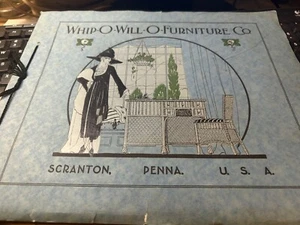 WHIP-O-WILL-O-FURNITURE CO
SCRANTON, PENNA. U. S. A.